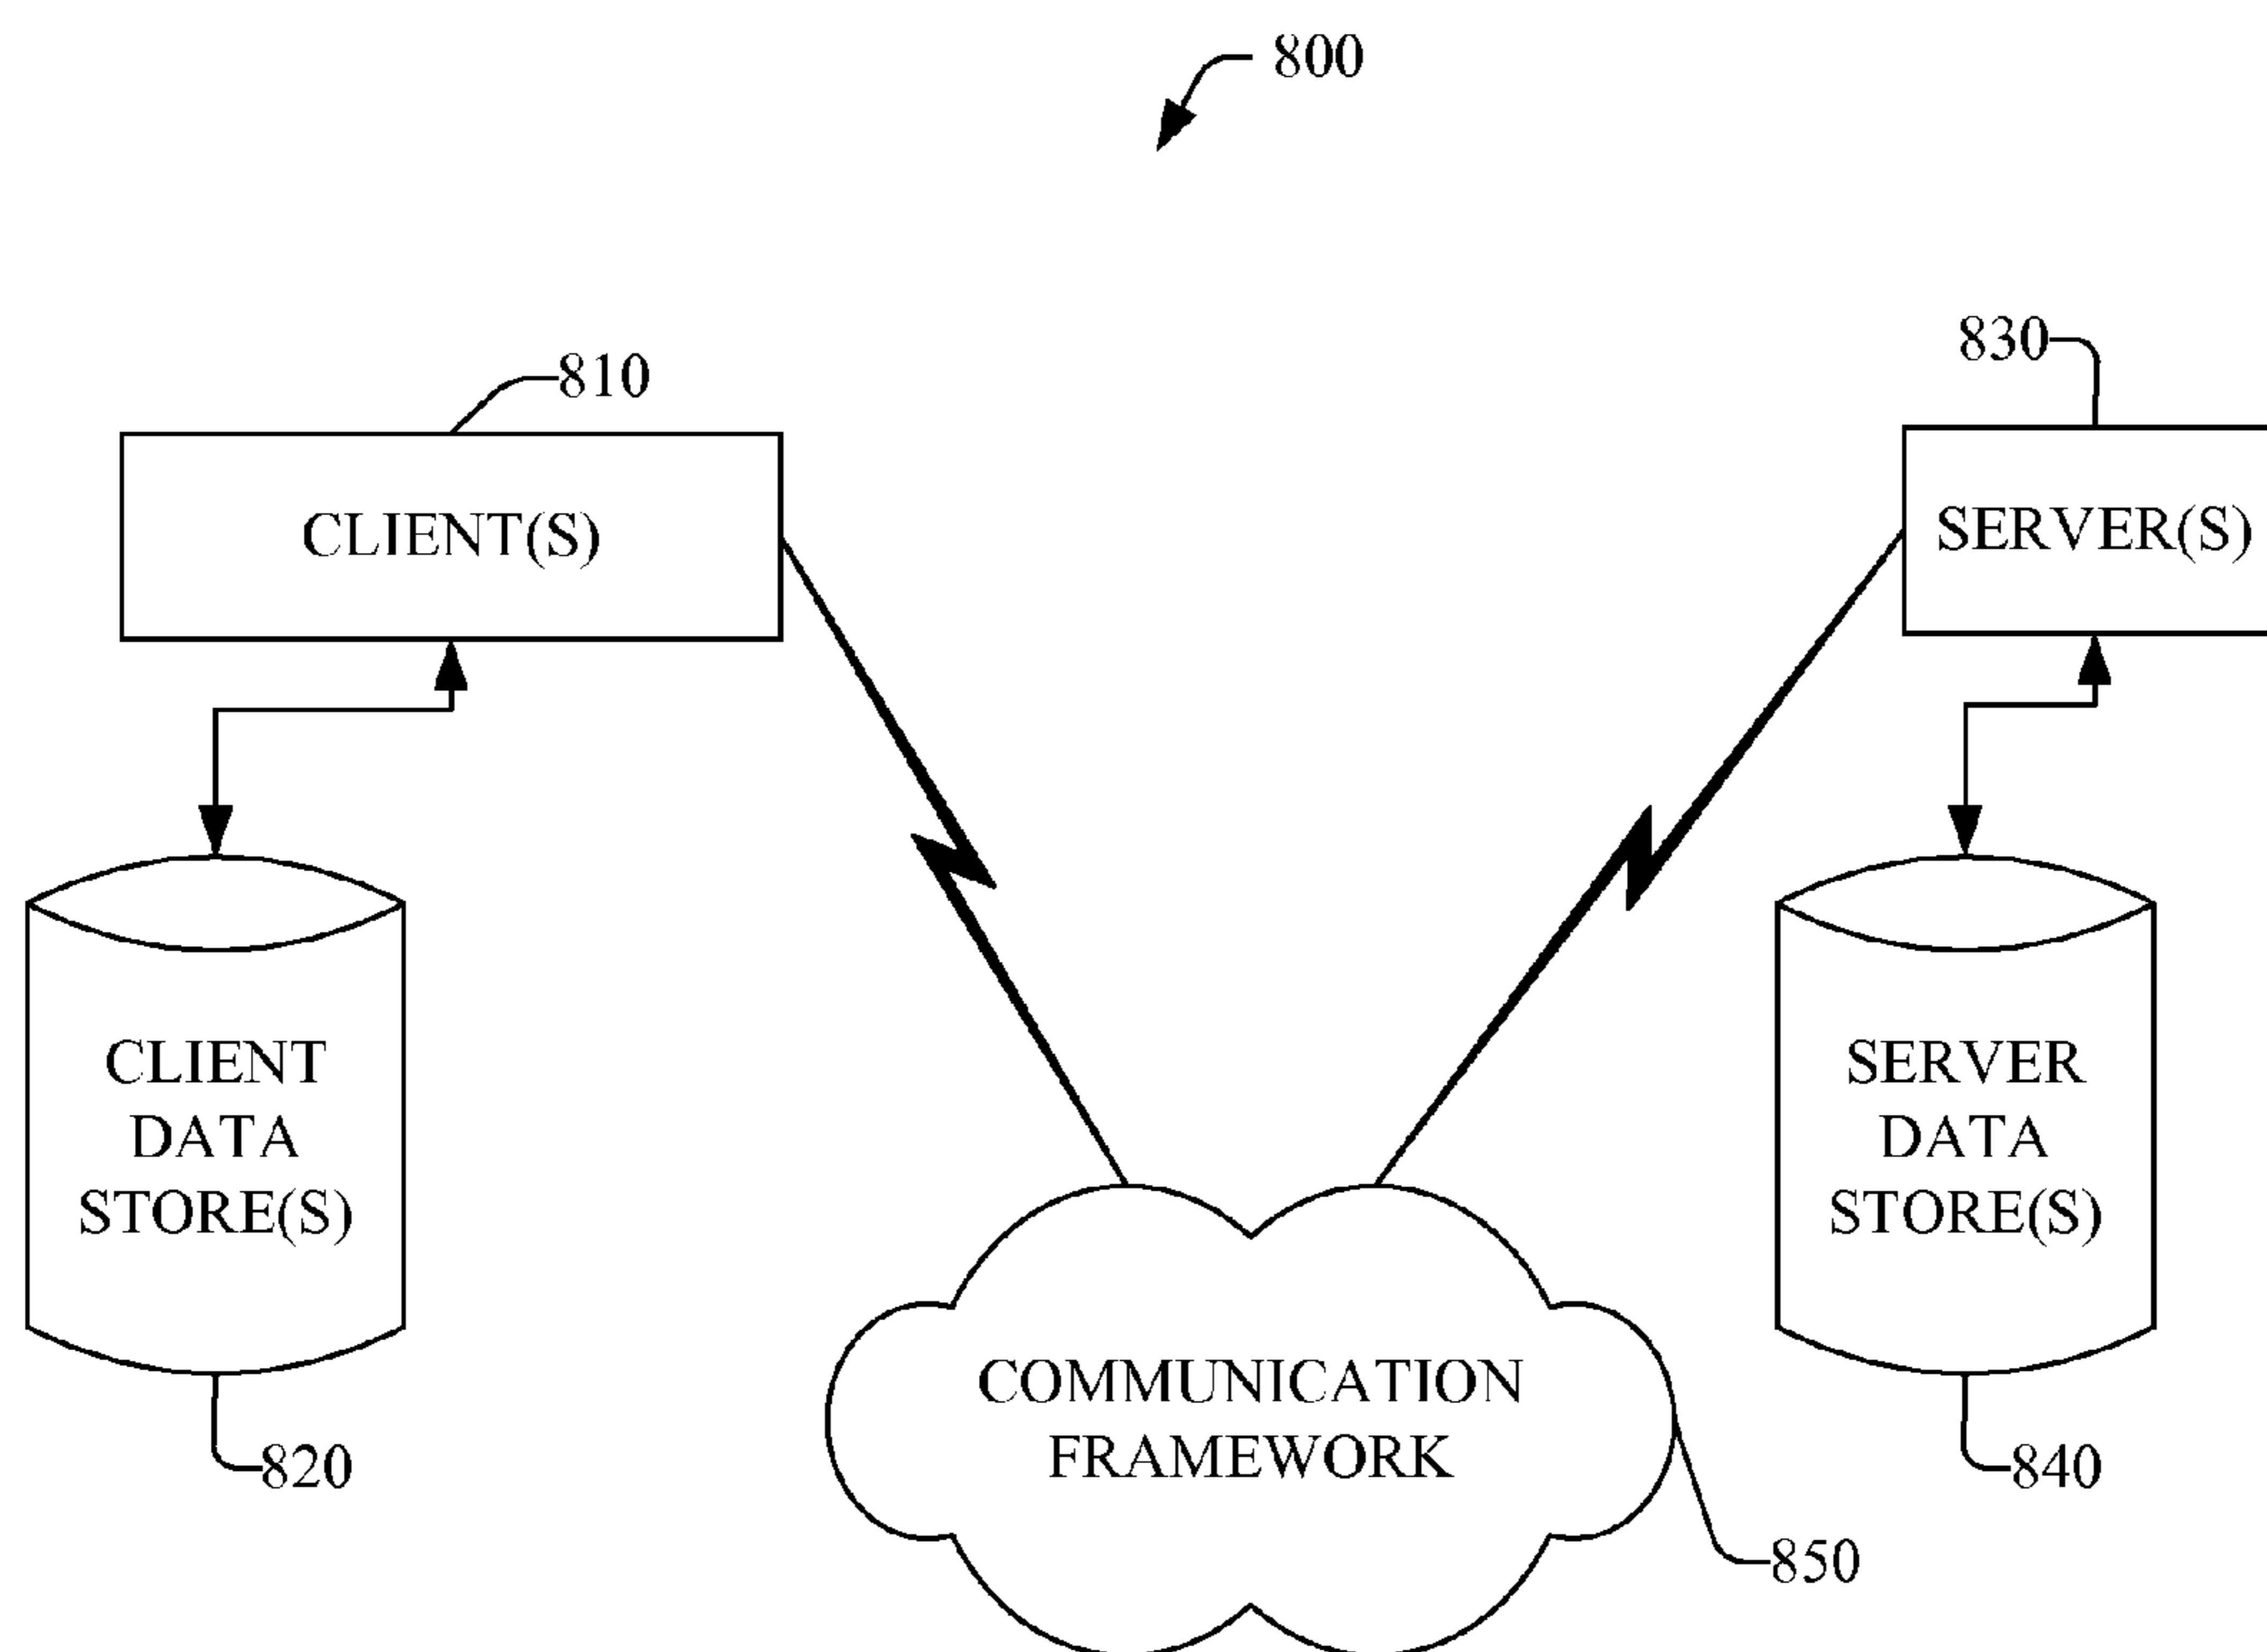 800
810
830
CLIENT(S)
SERVER(S)
CLIENT
DATA
STORE(S)
SERVER
DATA
STORE(S)
COMMUNICATION
FRAMEWORK
820
840
850